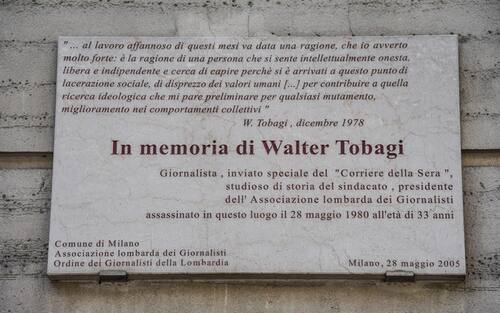 " ... al lavoro affannoso di questi mesi va data una ragione, che io avverto
molto forte: è la ragione di una persona che si sente intellettualmente onesta,
libera e indipendente e cerca di capire perchè si è arrivati a questo punto di
lacerazione sociale, di disprezzo dei valori umani [...] per contribuire a quella
ricerca ideologica che mi pare preliminare per qualsiasi mutamento,
miglioramento nei comportamenti collettivi "
W. Tobagi , dicembre 1978
In memoria di Walter Tobagi
Giornalista , inviato speciale del "Corriere della Sera ",
studioso di storia del sindacato , presidente
dell' Associazione lombarda dei Giornalisti
assassinato in questo luogo il 28 maggio 1980 all'età di 33 anni
Comune di Milano
Associazione lombarda dei Giornalisti
Ordine dei Giornalisti della Lombardia
Milano, 28 maggio 2005